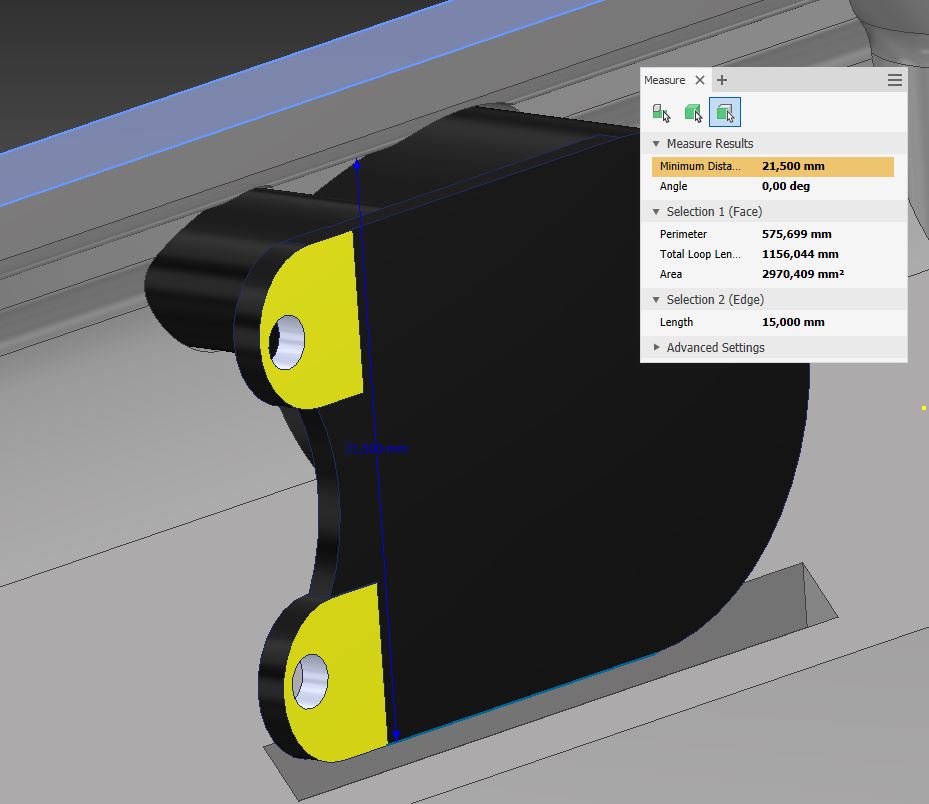 Measure
Measure Results
Minimum Dista... 21,500 mm
Angle 0,00 deg
Selection 1 (Face)
Perimeter 575,699 mm
Total Loop Len... 1156,044 mm
Area 2970,409 mm²
Selection 2 (Edge)
Length 15,000 mm
Advanced Settings
21,500 mm